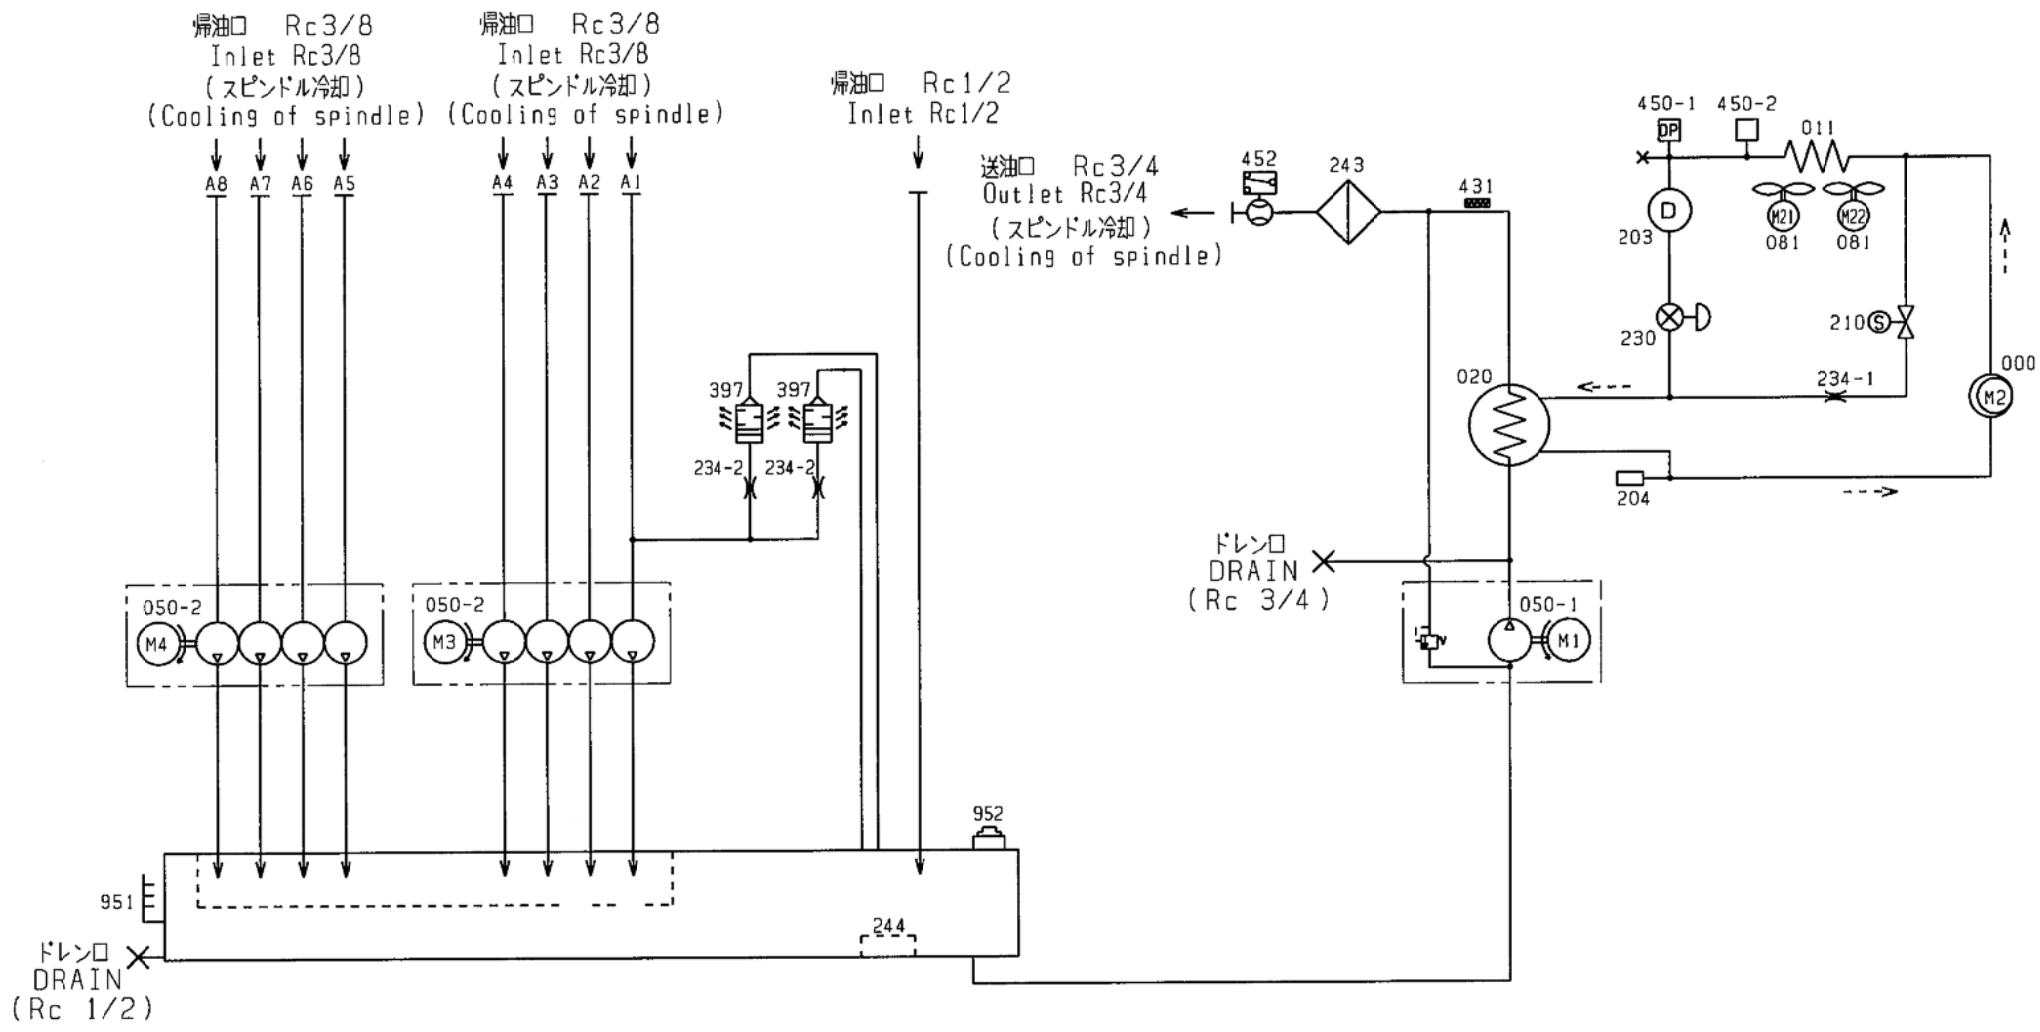 帰油口 Rc3/8
Inlet Rc3/8
(スピンドル冷却)
(Cooling of spindle)
帰油口 Rc3/8
Inlet Rc3/8
(スピンドル冷却)
(Cooling of spindle)
帰油口 Rc1/2
Inlet Rc1/2
送油口 Rc3/4
Outlet Rc3/4
(スピンドル冷却)
(Cooling of spindle)
A8 A7 A6 A5
A4 A3 A2 A1
452
243
431
450-1
450-2
DP
011
D
203
M21
M22
081
081
230
210
S
000
M2
234-1
020
204
397
397
234-2
234-2
ドレン口
DRAIN
(Rc 3/4)
050-2
M4
050-2
M3
050-1
M1
952
951
244
ドレン口
DRAIN
(Rc 1/2)